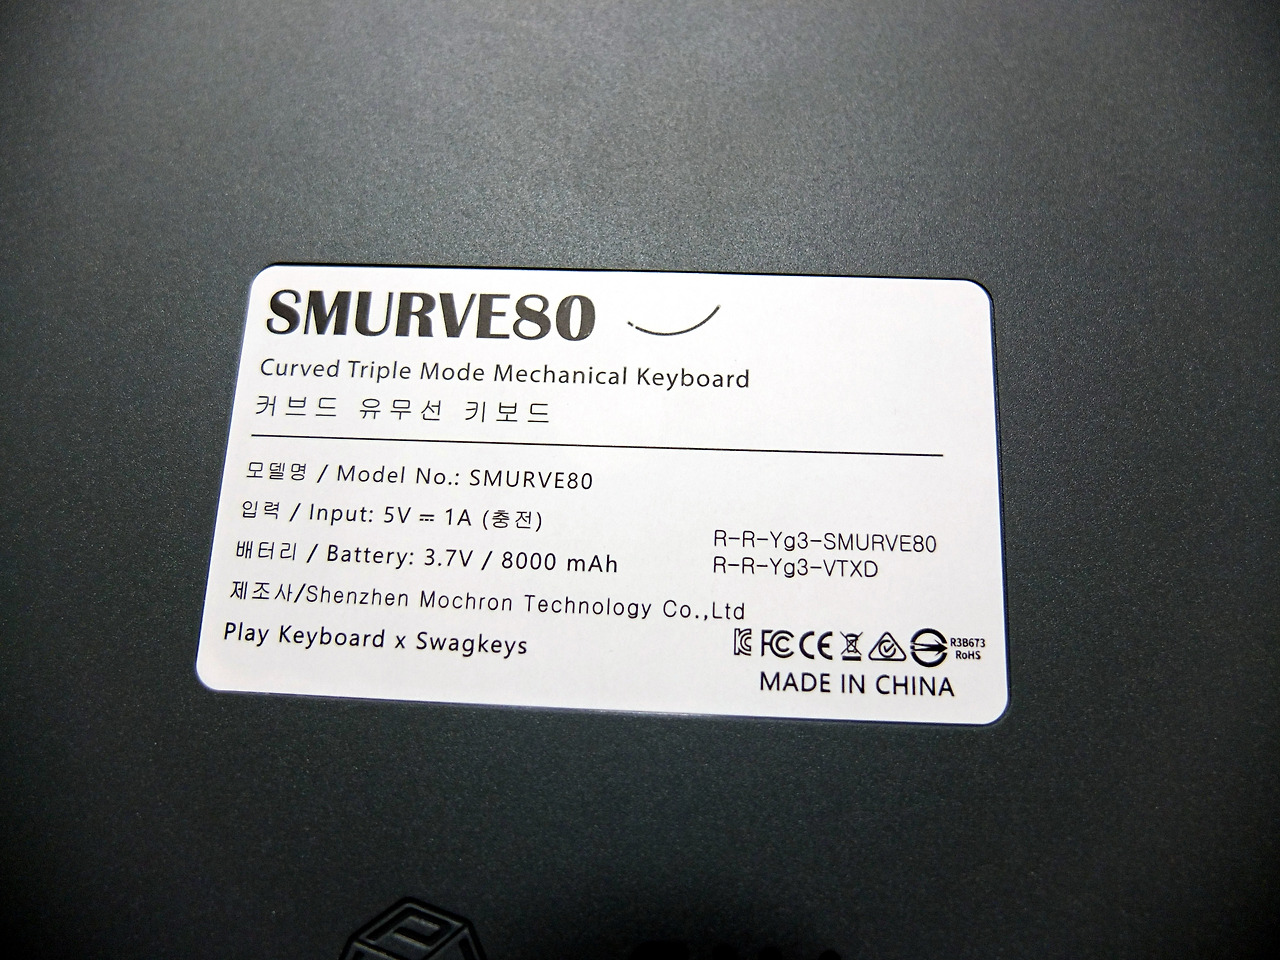 SMURVE80
Curved Triple Mode Mechanical Keyboard
커브드 유무선 키보드
모델명 / Model No.: SMURVE80
입력 / Input: 5V ⎓ 1A (충전)
배터리 / Battery: 3.7V / 8000 mAh
제조사/Shenzhen Mochron Technology Co.,Ltd
Play Keyboard x Swagkeys
R-R-Yg3-SMURVE80
R-R-Yg3-VTXD
FC CE R3B673
RoHS
MADE IN CHINA